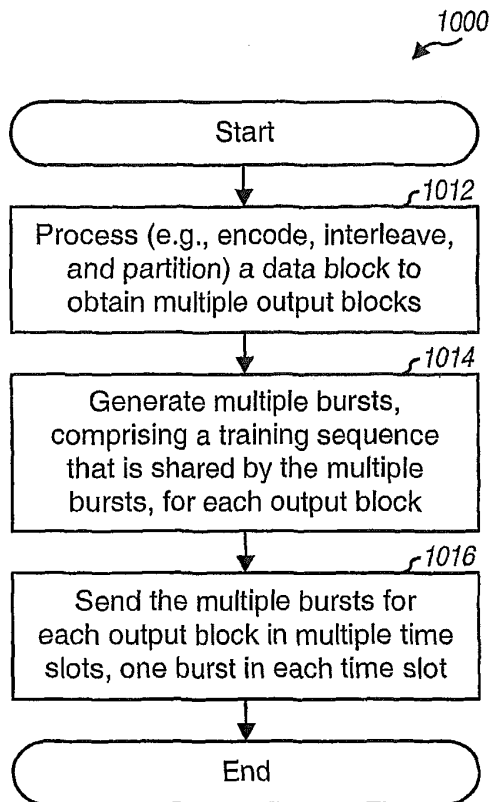 1000
Start
1012
Process (e.g., encode, interleave,
and partition) a data block to
obtain multiple output blocks
1014
Generate multiple bursts,
comprising a training sequence
that is shared by the multiple
bursts, for each output block
1016
Send the multiple bursts for
each output block in multiple time
slots, one burst in each time slot
End